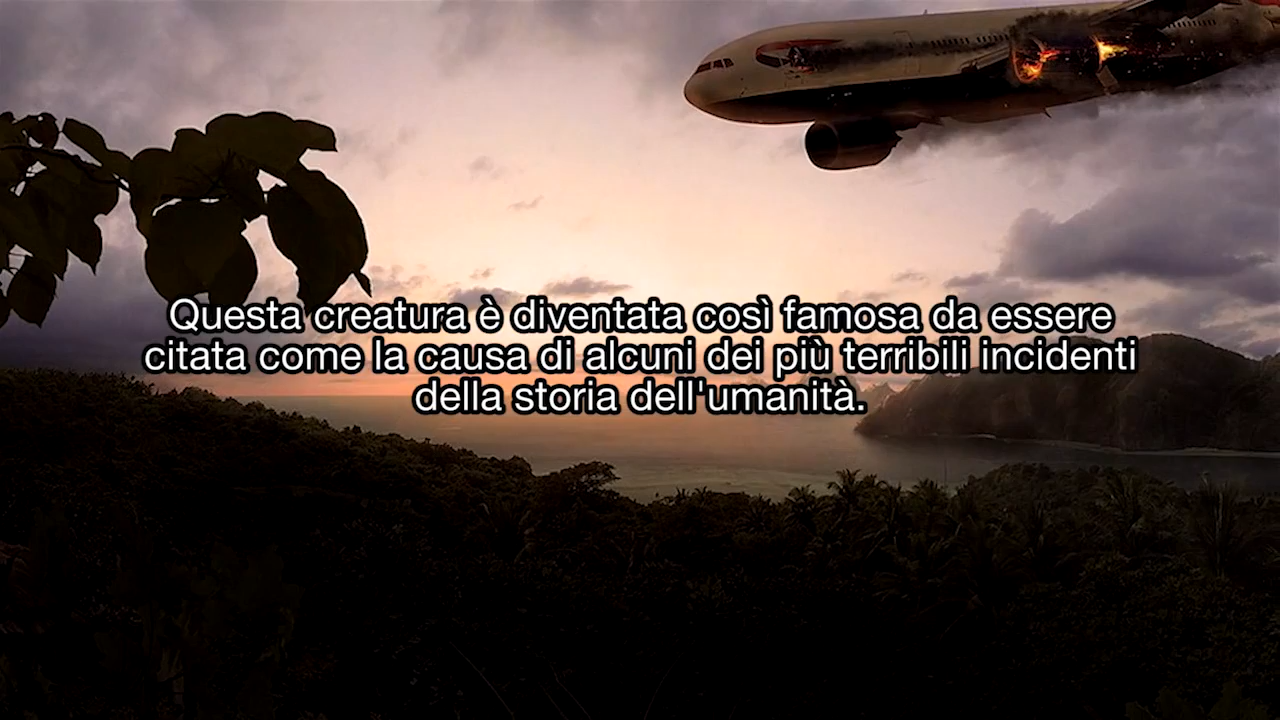 Questa creatura è diventata così famosa da essere
citata come la causa di alcuni dei più terribili incidenti
della storia dell'umanità.